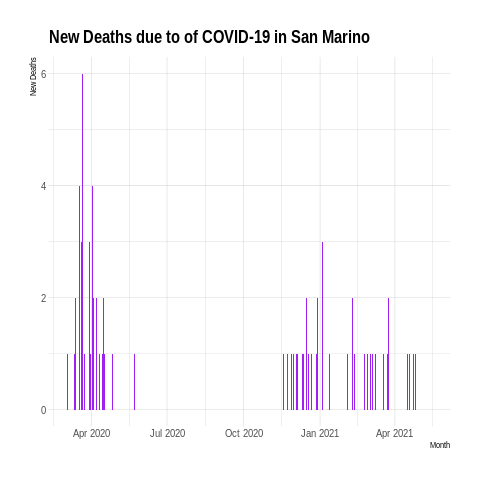 New Deaths due to of COVID-19 in San Marino
New Deaths
6
4
2
0
Apr 2020 Jul 2020 Oct 2020 Jan 2021 Apr 2021
Month